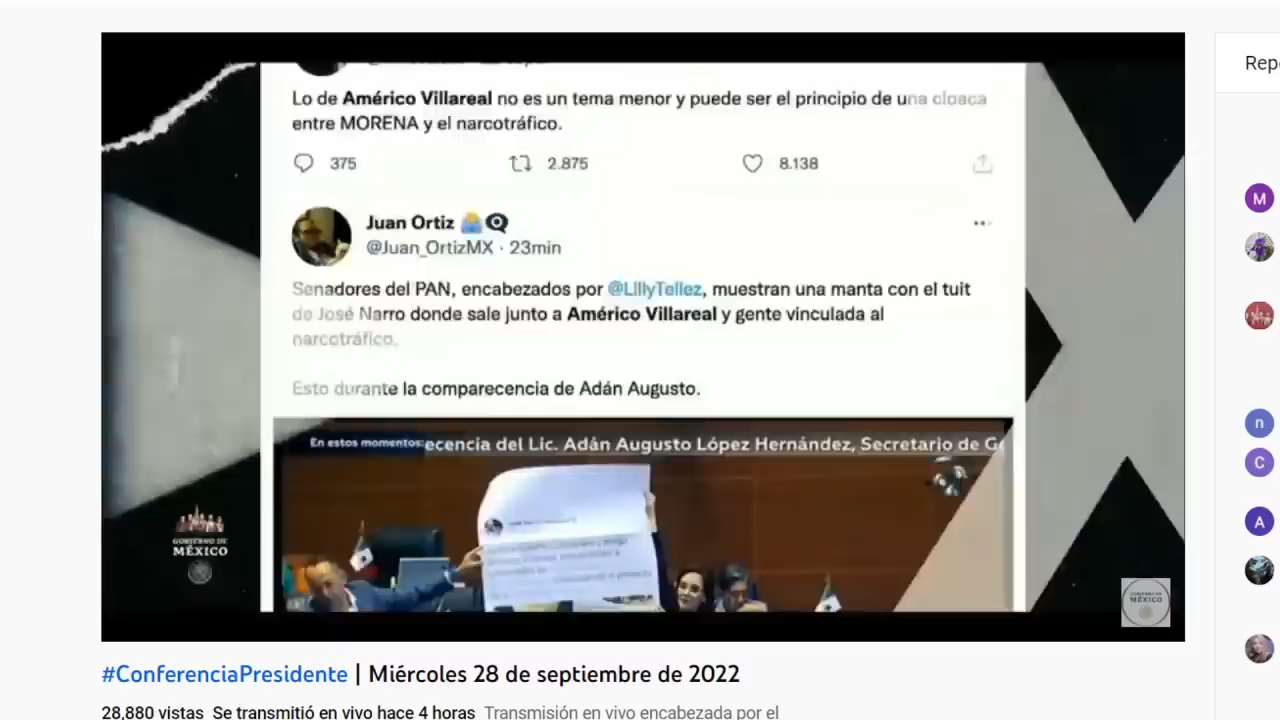 Repe
Lo de Américo Villareal no es un tema menor y puede ser el principio de una cloaca
entre MORENA y el narcotráfico.
375 2.875 8.138
Juan Ortiz
@Juan_OrtizMX · 23min
Senadores del PAN, encabezados por @LillyTellez, muestran una manta con el tuit
de José Narro donde sale junto a Américo Villareal y gente vinculada al
narcotráfico.
Esto durante la comparecencia de Adán Augusto.
En estos momentos: ecencia del Lic. Adán Augusto López Hernández, Secretario de Go
GOBIERNO DE
MÉXICO
GOBIERNO DE
MÉXICO
M
n
C
A
#ConferenciaPresidente | Miércoles 28 de septiembre de 2022
28,880 vistas Se transmitió en vivo hace 4 horas Transmisión en vivo encabezada por el